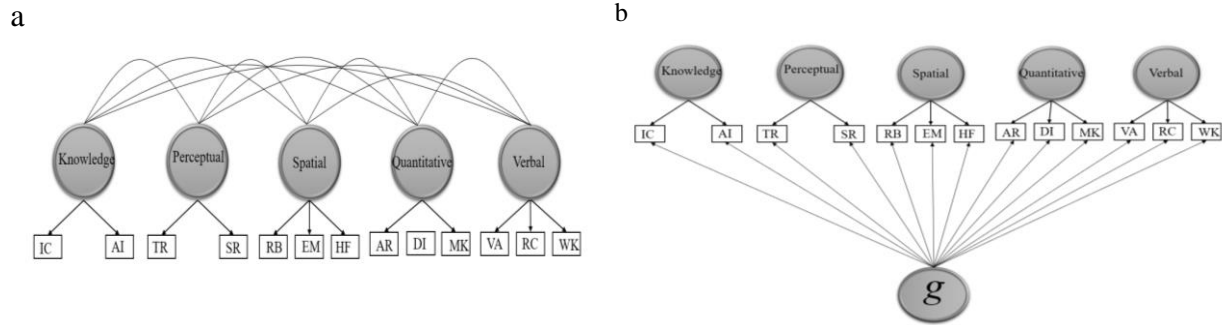 a
Knowledge Perceptual Spatial Quantitative Verbal
IC AI TR SR RB EM HF AR DI MK VA RC WK
b
Knowledge Perceptual Spatial Quantitative Verbal
IC AI TR SR RB EM HF AR DI MK VA RC WK
g